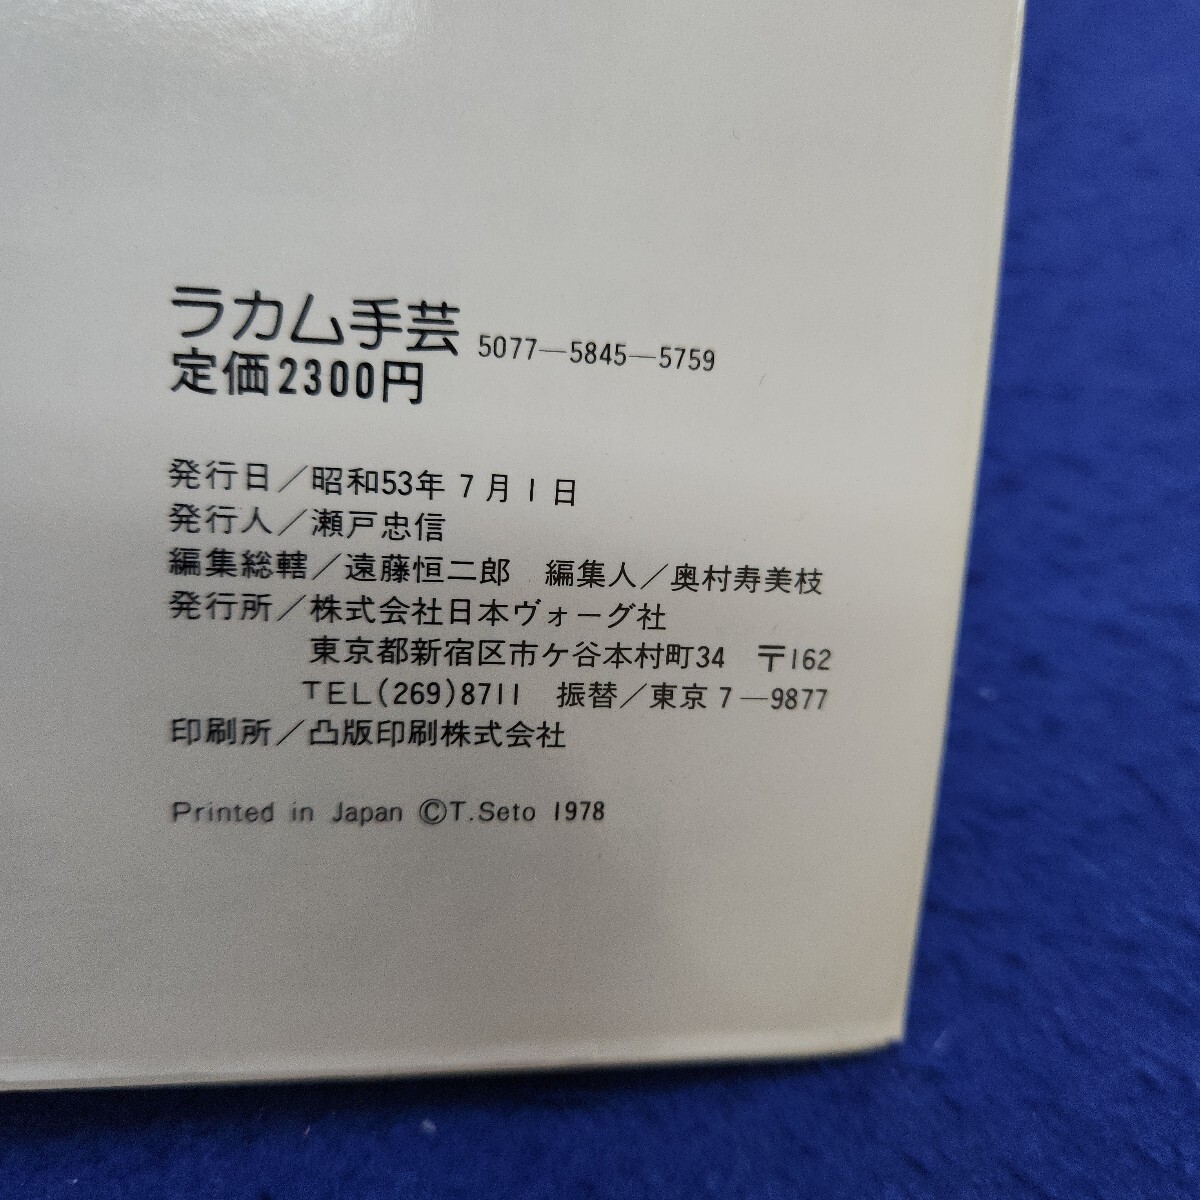 ラカム手芸 5077―5845―5759
定価2300円
発行日／昭和53年 7月1日
発行人／瀬戸忠信
編集総轄／遠藤恒二郎　編集人／奥村寿美枝
発行所／株式会社日本ヴォーグ社
東京都新宿区市ケ谷本村町34　〒162
TEL(269)8711　振替／東京 7―9877
印刷所／凸版印刷株式会社
Printed in Japan ©T.Seto 1978